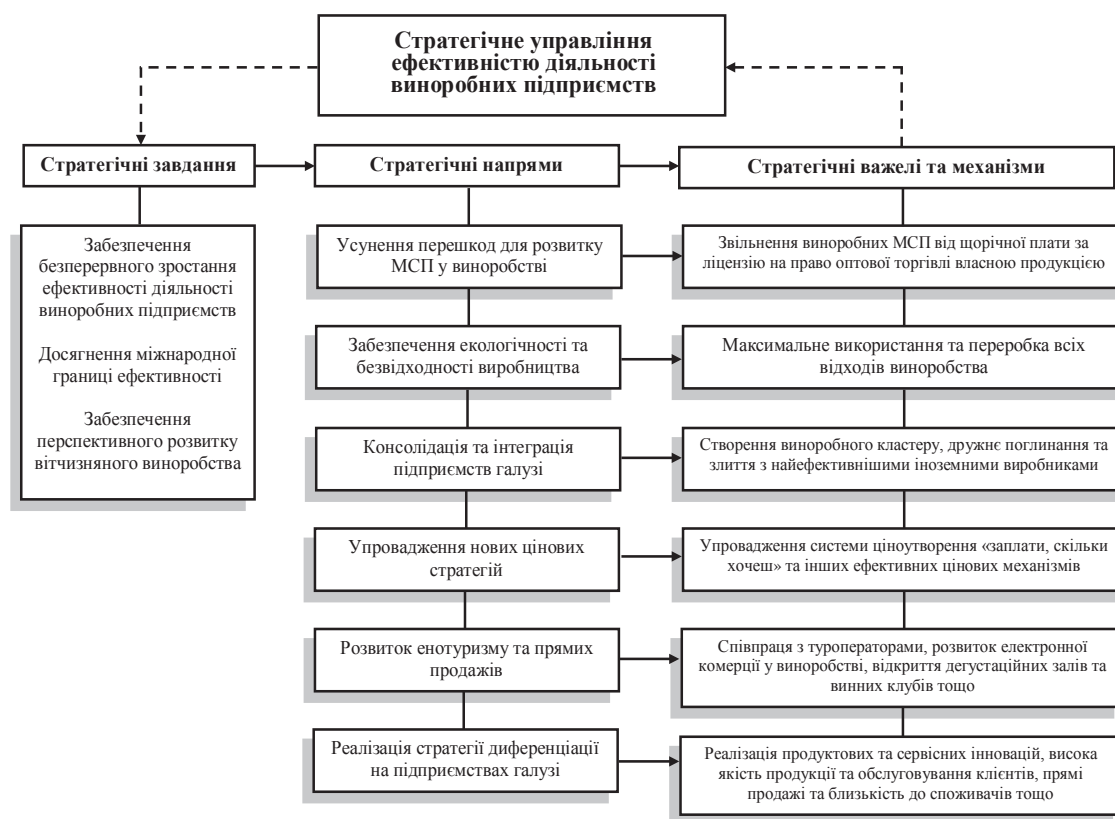 Стратегічне управління
ефективністю діяльності
виноробних підприємств
Стратегічні завдання
Стратегічні напрями
Стратегічні важелі та механізми
Забезпечення
безперервного зростання
ефективності діяльності
виноробних підприємств
Досягнення міжнародної
границі ефективності
Забезпечення
перспективного розвитку
вітчизняного виноробства
Усунення перешкод для розвитку
МСП у виноробстві
Звільнення виноробних МСП від щорічної плати за
ліцензію на право оптової торгівлі власною продукцією
Забезпечення екологічності та
безвідходності виробництва
Максимальне використання та переробка всіх
відходів виноробства
Консолідація та інтеграція
підприємств галузі
Створення виноробного кластеру, дружнє поглинання та
злиття з найефективнішими іноземними виробниками
Упровадження нових цінових
стратегій
Упровадження системи ціноутворення «заплати, скільки
хочеш» та інших ефективних цінових механізмів
Розвиток енотуризму та прямих
продажів
Співпраця з туроператорами, розвиток електронної
комерції у виноробстві, відкриття дегустаційних залів та
винних клубів тощо
Реалізація стратегії диференціації
на підприємствах галузі
Реалізація продуктових та сервісних інновацій, висока
якість продукції та обслуговування клієнтів, прямі
продажі та близькість до споживачів тощо